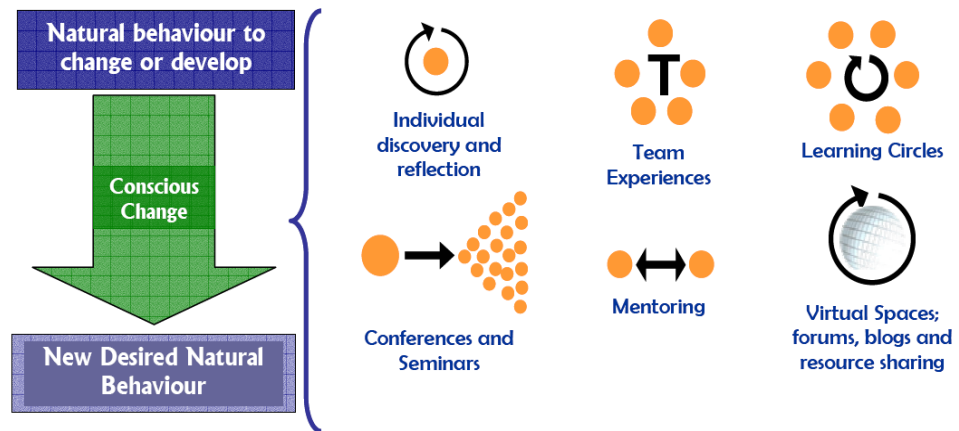 Natural behaviour to
change or develop
Conscious
Change
New Desired Natural
Behaviour
Individual
discovery and
reflection
T
Team
Experiences
Learning Circles
Conferences and
Seminars
Mentoring
Virtual Spaces;
forums, blogs and
resource sharing